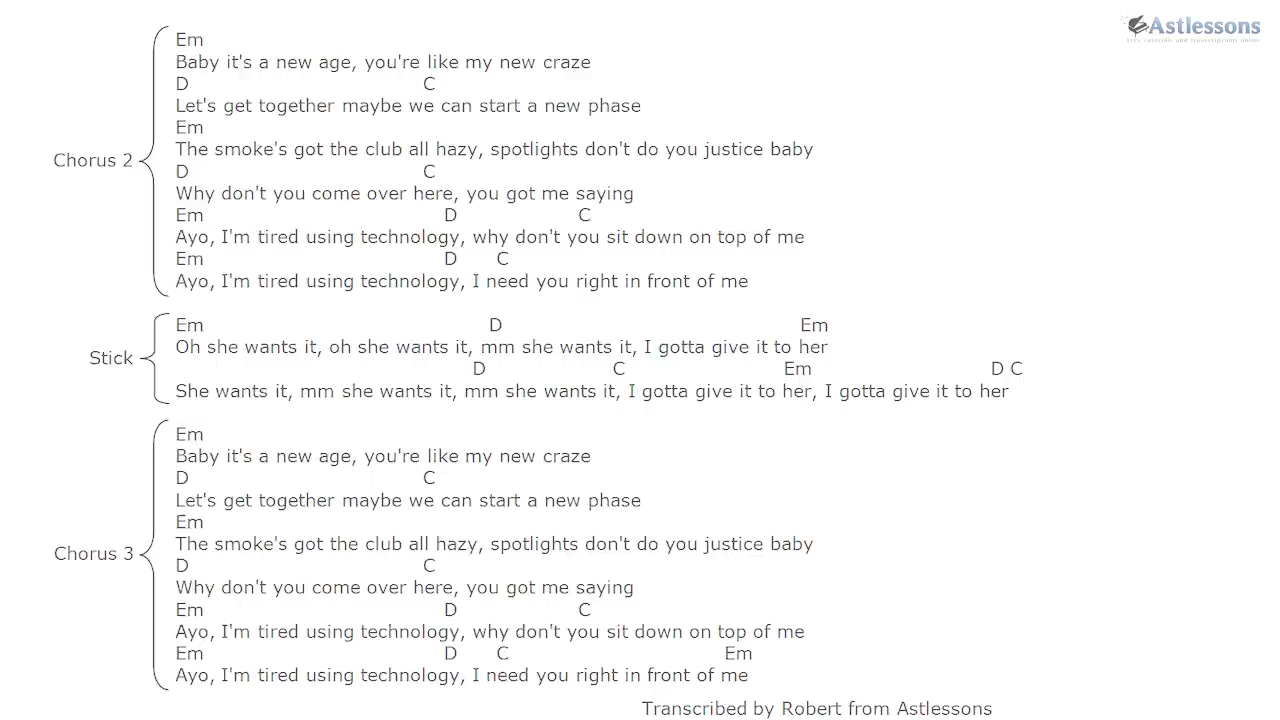 Astlessons
Free tutorials and transcriptions online
Em
Baby it's a new age, you're like my new craze
D C
Let's get together maybe we can start a new phase
Em
The smoke's got the club all hazy, spotlights don't do you justice baby
Chorus 2
D C
Why don't you come over here, you got me saying
Em D C
Ayo, I'm tired using technology, why don't you sit down on top of me
Em D C
Ayo, I'm tired using technology, I need you right in front of me
Em D Em
Oh she wants it, oh she wants it, mm she wants it, I gotta give it to her
Stick
D C Em D C
She wants it, mm she wants it, mm she wants it, I gotta give it to her, I gotta give it to her
Em
Baby it's a new age, you're like my new craze
D C
Let's get together maybe we can start a new phase
Em
The smoke's got the club all hazy, spotlights don't do you justice baby
Chorus 3
D C
Why don't you come over here, you got me saying
Em D C
Ayo, I'm tired using technology, why don't you sit down on top of me
Em D C Em
Ayo, I'm tired using technology, I need you right in front of me
Transcribed by Robert from Astlessons